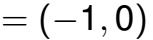 = (−1, 0)